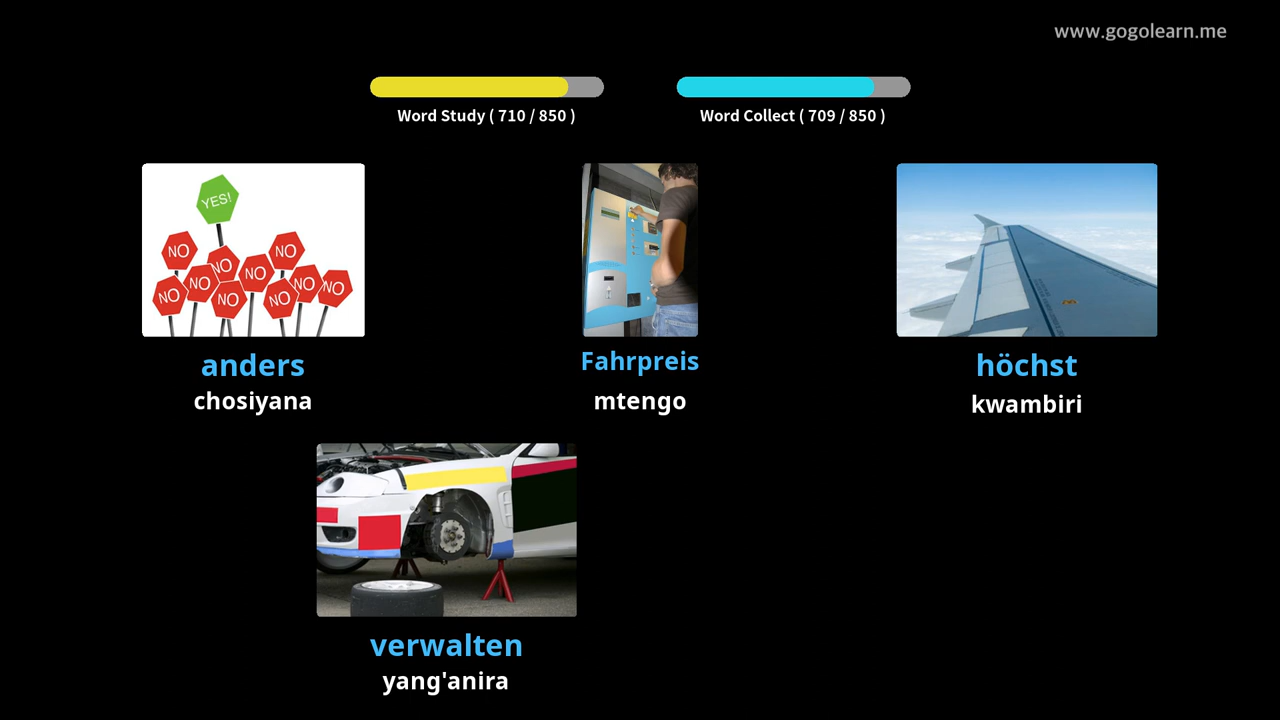 www.gogolearn.me
Word Study ( 710 / 850 )
Word Collect ( 709 / 850 )
YES!
NO
NO
NO
NO
NO
NO
NO
NO
NO
NO
anders
chosiyana
Fahrpreis
mtengo
höchst
kwambiri
verwalten
yang'anira